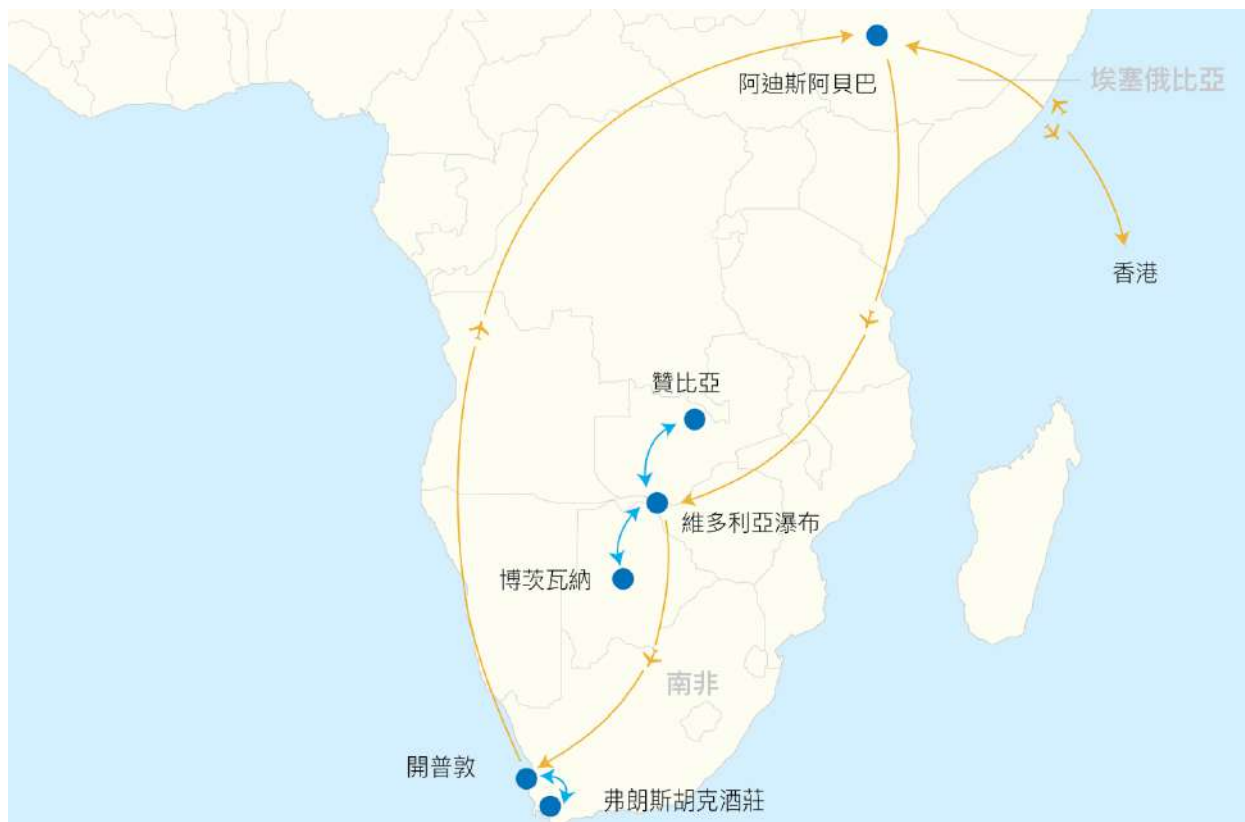 阿迪斯阿貝巴
埃塞俄比亞
香港
贊比亞
維多利亞瀑布
博茨瓦納
南非
開普敦
弗朗斯胡克酒莊